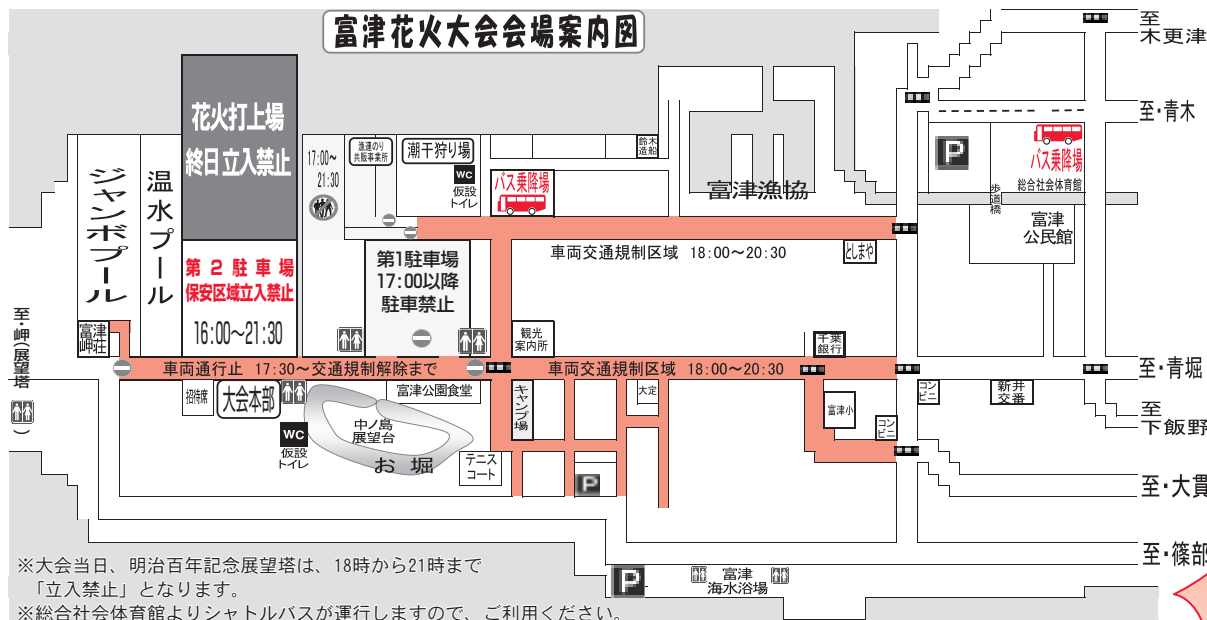 富津花火大会会場案内図
至
木更津
至・青木
花火打上場
終日立入禁止
17:00～
21:30
漁連のり
共販事業所
潮干狩り場
WC
仮設
トイレ
バス乗降場
鈴木
造船
富津漁協
P
バス乗降場
総合社会体育館
歩道橋
富津
公民館
ジャンボプール
温水プール
第２駐車場
保安区域立入禁止
16:00～21:30
第1駐車場
17:00以降
駐車禁止
車両交通規制区域 18:00～20:30
としまや
富津
岬荘
観光
案内所
千葉
銀行
至・岬(展望塔)
車両通行止 17:30～交通規制解除まで
車両交通規制区域 18:00～20:30
至・青堀
招待席
大会本部
富津公園食堂
キャンプ場
大定
富津小
コン
ビニ
コン
ビニ
新井
交番
至
下飯野
中ノ島
展望台
お堀
WC
仮設
トイレ
テニス
コート
P
至・大貫
至・篠部
P
富津
海水浴場
※大会当日、明治百年記念展望塔は、18時から21時まで
「立入禁止」となります。
※総合社会体育館よりシャトルバスが運行しますので、ご利用ください。